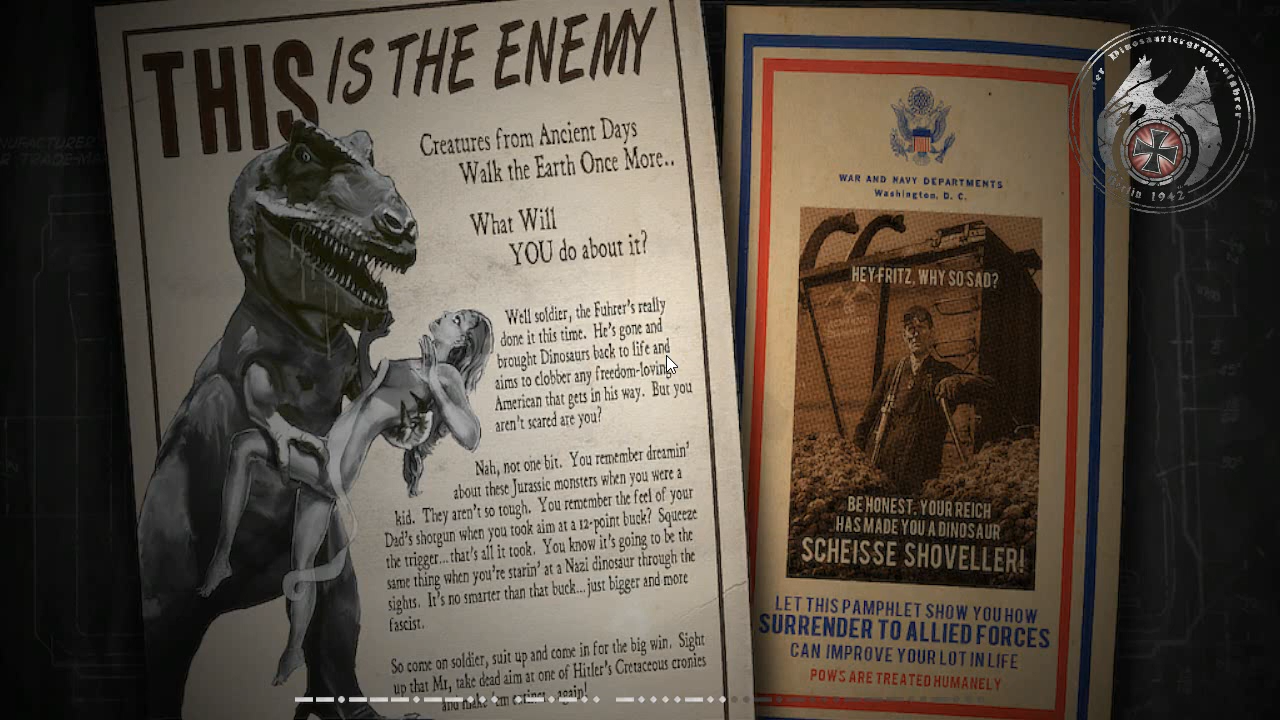 THIS IS THE ENEMY
Creatures from Ancient Days
Walk the Earth Once More..
What Will
YOU do about it?
Well soldier, the Fuhrer's really
done it this time. He's gone and
brought Dinosaurs back to life and
aims to clobber any freedom-loving
American that gets in his way. But you
aren't scared are you?
Nah, not one bit. You remember dreamin'
about these Jurassic monsters when you were a
kid. They aren't so tough. You remember the feel of your
Dad's shotgun when you took aim at a 12-point buck? Squeeze
the trigger...that's all it took. You know it's going to be the
same thing when you're starin' at a Nazi dinosaur through the
sights. It's no smarter than that buck...just bigger and more
fascist.
So come on soldier, suit up and come in for the big win. Sight
up that M1, take dead aim at one of Hitler's Cretaceous cronies
and make 'em extinct...again!
WAR AND NAVY DEPARTMENTS
Washington, D. C.
HEY FRITZ, WHY SO SAD?
BE HONEST. YOUR REICH
HAS MADE YOU A DINOSAUR
SCHEISSE SHOVELLER!
LET THIS PAMPHLET SHOW YOU HOW
SURRENDER TO ALLIED FORCES
CAN IMPROVE YOUR LOT IN LIFE
POWS ARE TREATED HUMANELY
Der Dinosauriergruppenführer
Berlin 1942